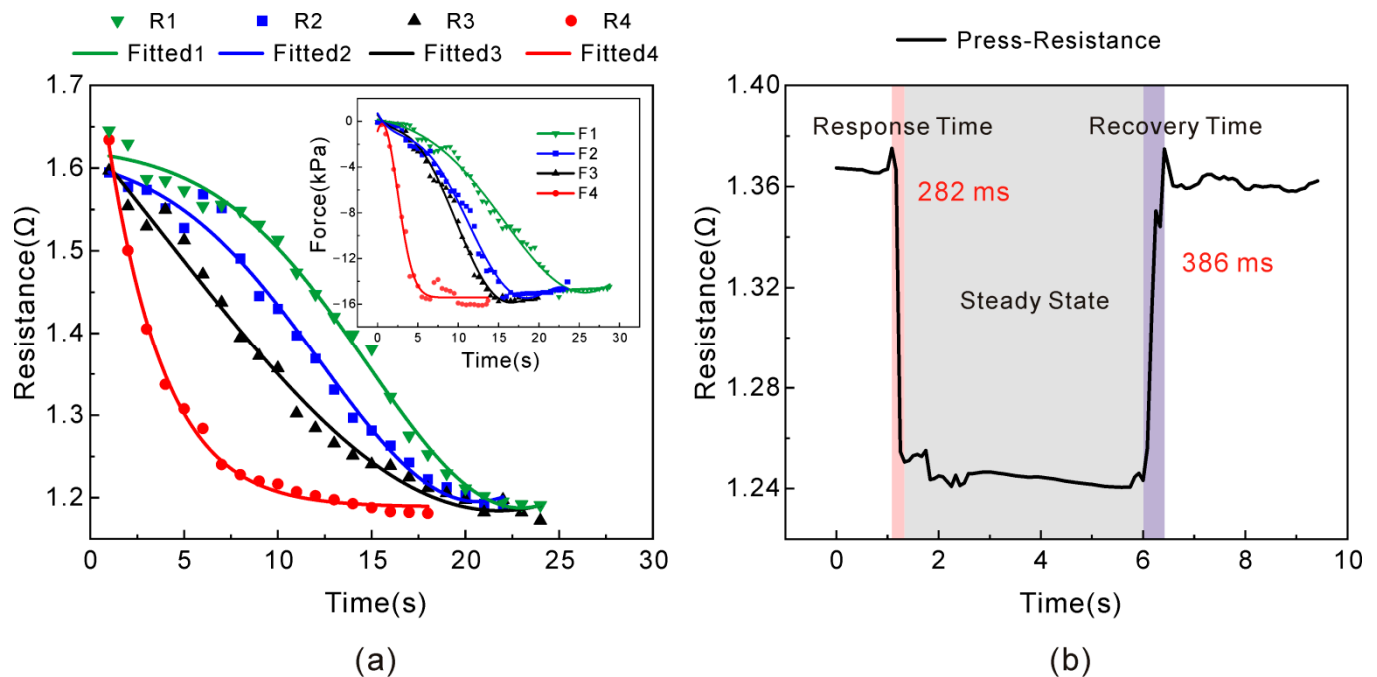 R1 R2 R3 R4
Fitted1 Fitted2 Fitted3 Fitted4
Resistance(Ω)
1.7
1.6
1.5
1.4
1.3
1.2
0 5 10 15 20 25 30
Time(s)
(a)
Force(kPa)
0
−4
−8
−12
−16
0 5 10 15 20 25 30
Time(s)
F1
F2
F3
F4
Press-Resistance
Resistance(Ω)
1.40
1.36
1.32
1.28
1.24
0 2 4 6 8 10
Time(s)
Response Time
Recovery Time
282 ms
386 ms
Steady State
(b)